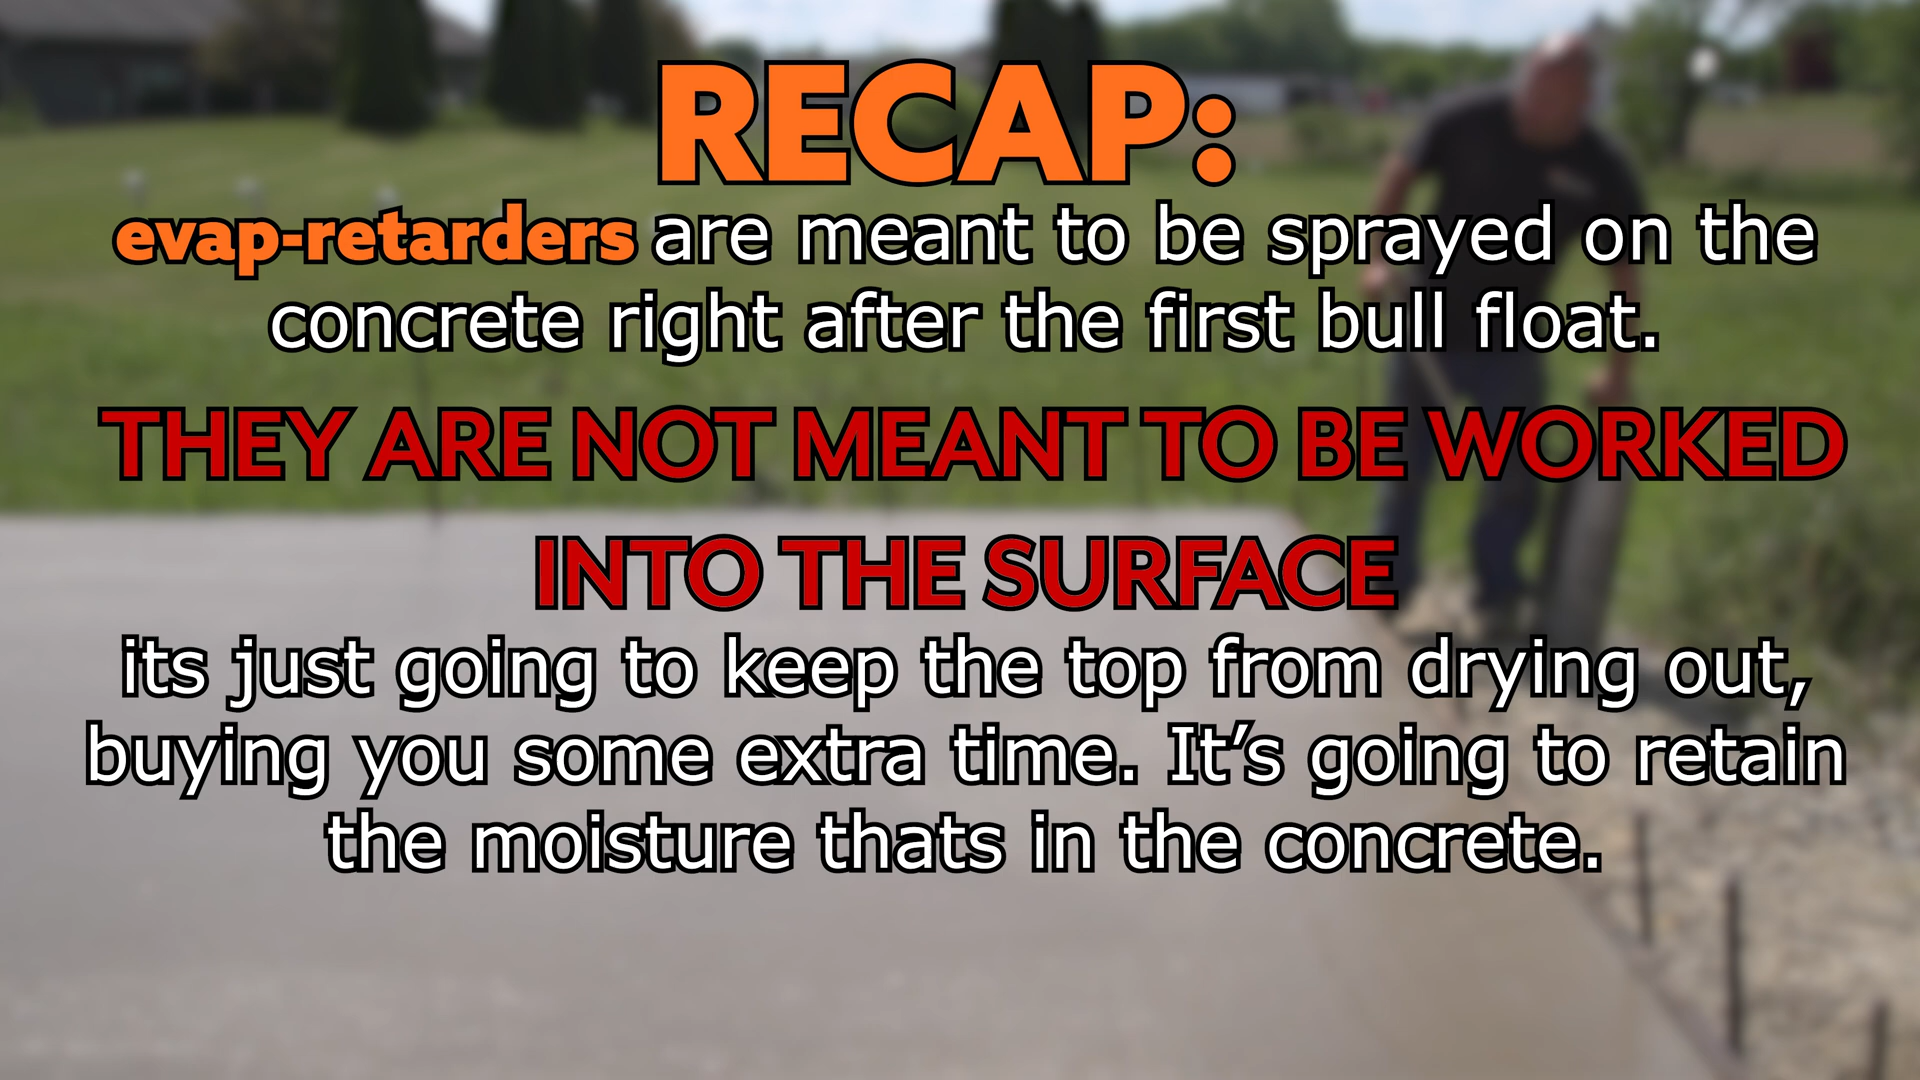 RECAP:
evap-retarders are meant to be sprayed on the
concrete right after the first bull float.
THEY ARE NOT MEANT TO BE WORKED
INTO THE SURFACE
its just going to keep the top from drying out,
buying you some extra time. It’s going to retain
the moisture thats in the concrete.